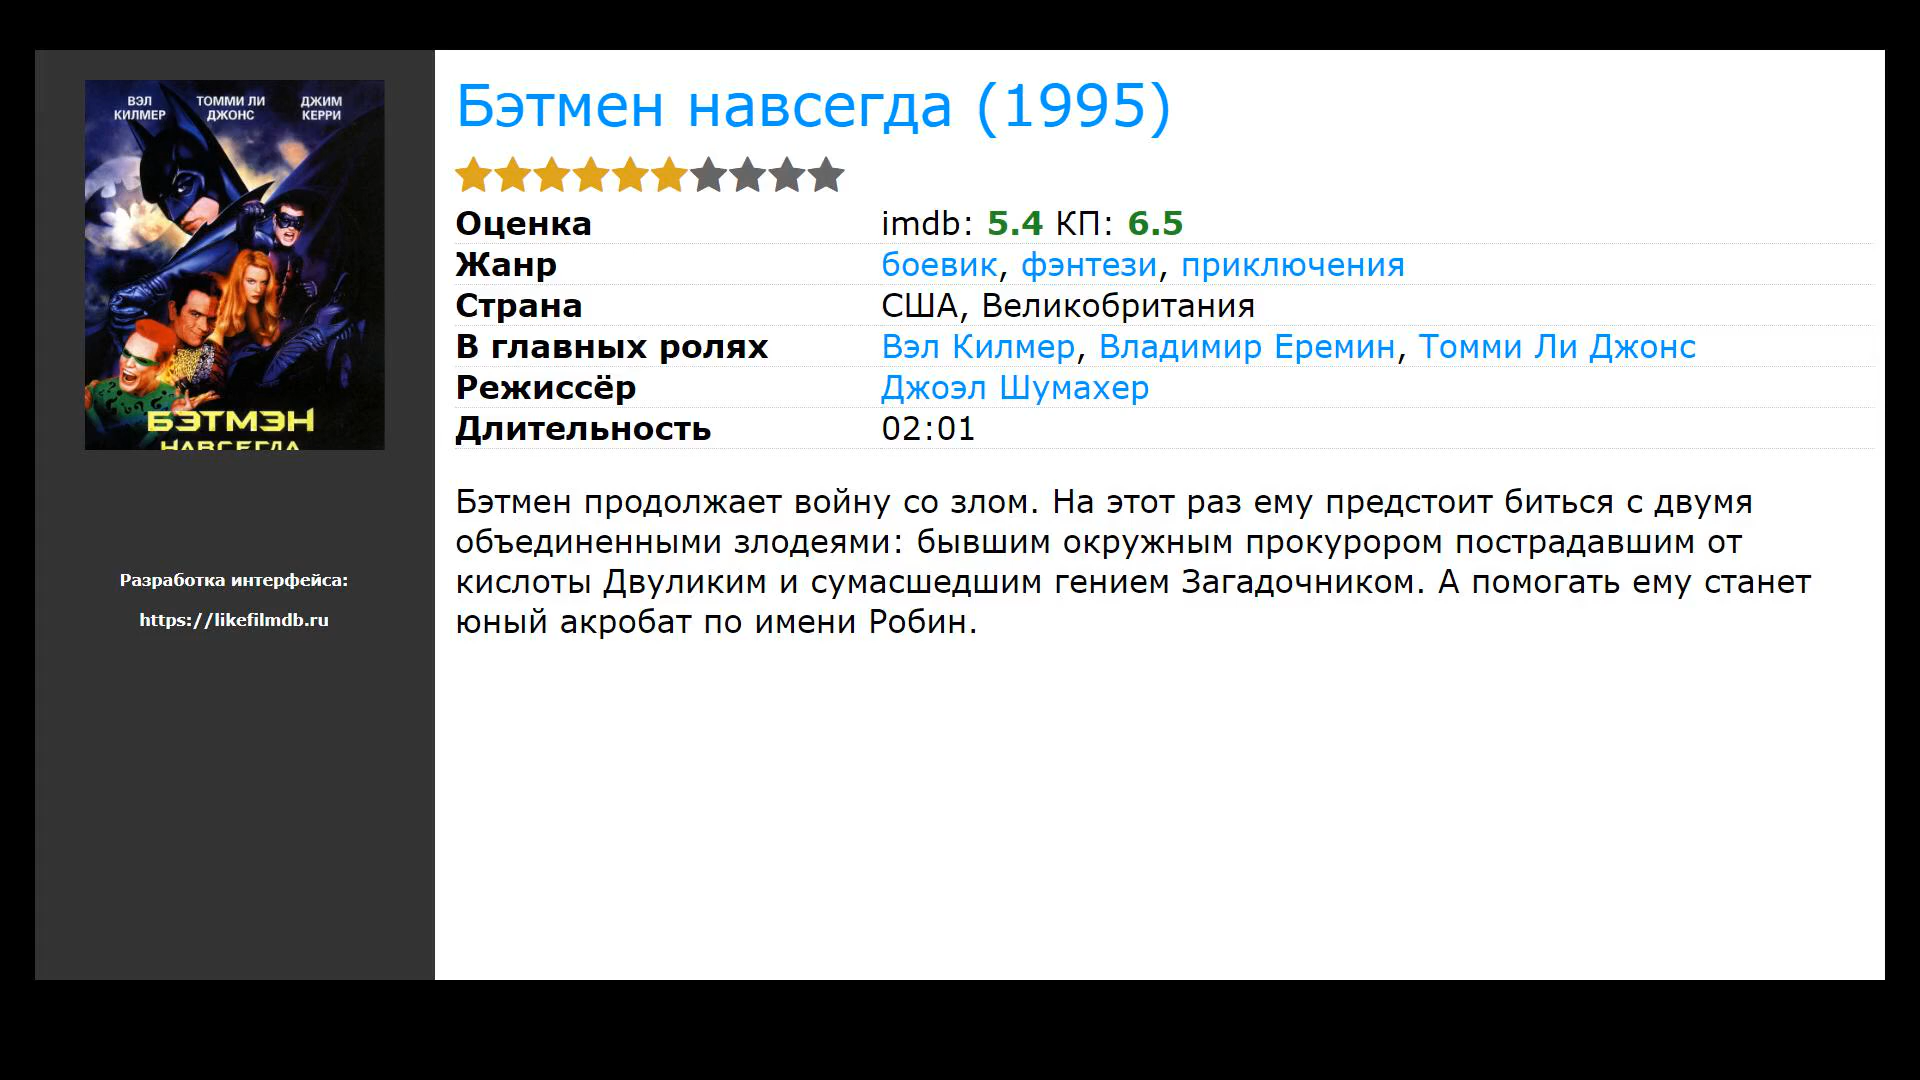 ВЭЛ КИЛМЕР
ТОММИ ЛИ ДЖОНС
ДЖИМ КЕРРИ
БЭТМЭН
НАВСЕГДА
Разработка интерфейса:
https://likefilmdb.ru
Бэтмен навсегда (1995)
Оценка imdb: 5.4 КП: 6.5
Жанр боевик, фэнтези, приключения
Страна США, Великобритания
В главных ролях Вэл Килмер, Владимир Еремин, Томми Ли Джонс
Режиссёр Джоэл Шумахер
Длительность 02:01
Бэтмен продолжает войну со злом. На этот раз ему предстоит биться с двумя
объединенными злодеями: бывшим окружным прокурором пострадавшим от
кислоты Двуликим и сумасшедшим гением Загадочником. А помогать ему станет
юный акробат по имени Робин.